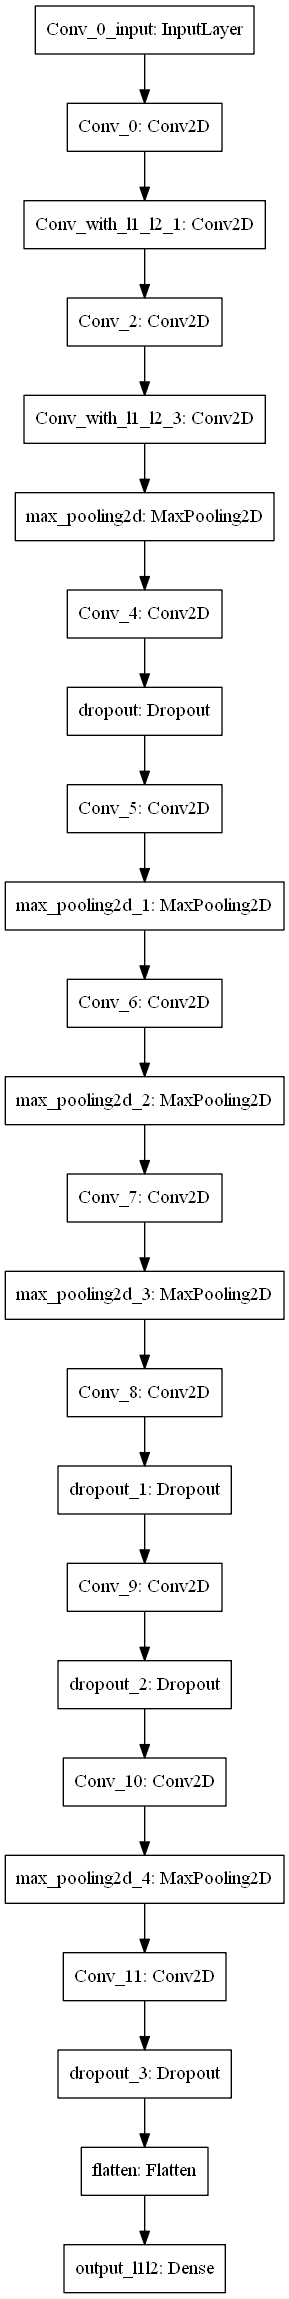 Conv_0_input: InputLayer
Conv_0: Conv2D
Conv_with_l1_l2_1: Conv2D
Conv_2: Conv2D
Conv_with_l1_l2_3: Conv2D
max_pooling2d: MaxPooling2D
Conv_4: Conv2D
dropout: Dropout
Conv_5: Conv2D
max_pooling2d_1: MaxPooling2D
Conv_6: Conv2D
max_pooling2d_2: MaxPooling2D
Conv_7: Conv2D
max_pooling2d_3: MaxPooling2D
Conv_8: Conv2D
dropout_1: Dropout
Conv_9: Conv2D
dropout_2: Dropout
Conv_10: Conv2D
max_pooling2d_4: MaxPooling2D
Conv_11: Conv2D
dropout_3: Dropout
flatten: Flatten
output_l1l2: Dense